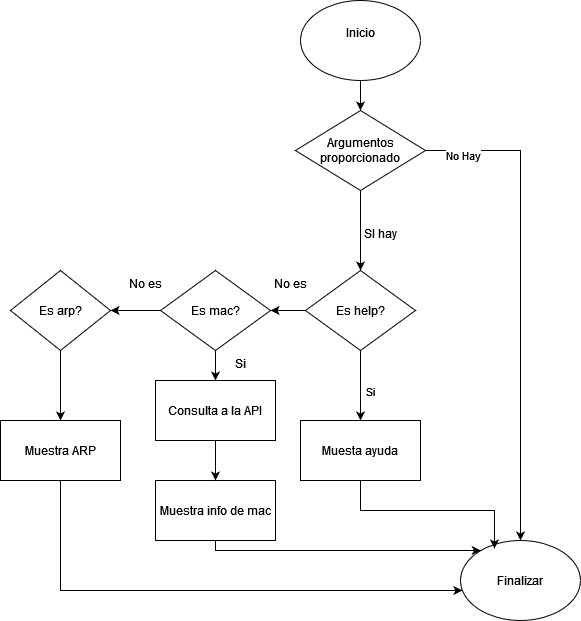 Inicio
Argumentos
proporcionado
No Hay
SI hay
No es
No es
Es arp?
Es mac?
Es help?
Si
Si
Consulta a la API
Muestra ARP
Muesta ayuda
Muestra info de mac
Finalizar